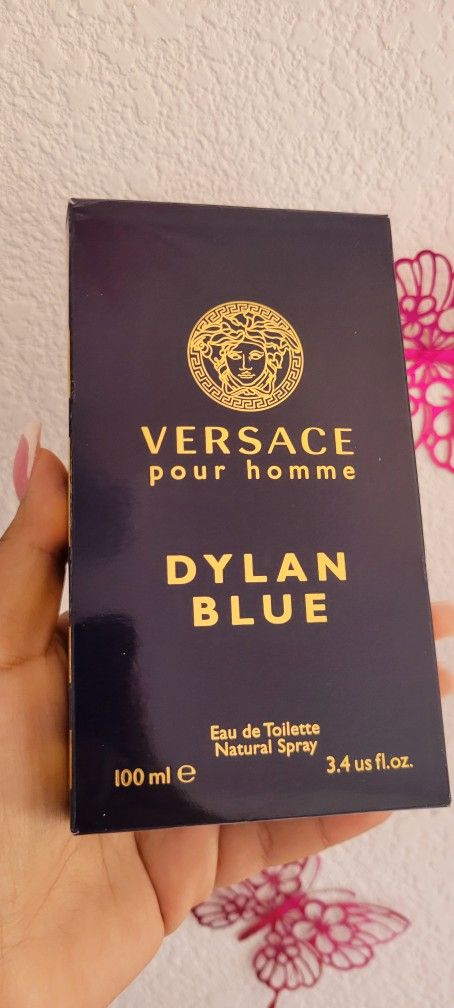 VERSACE
pour homme
DYLAN
BLUE
Eau de Toilette
Natural Spray
100 ml ℮
3.4 us fl.oz.